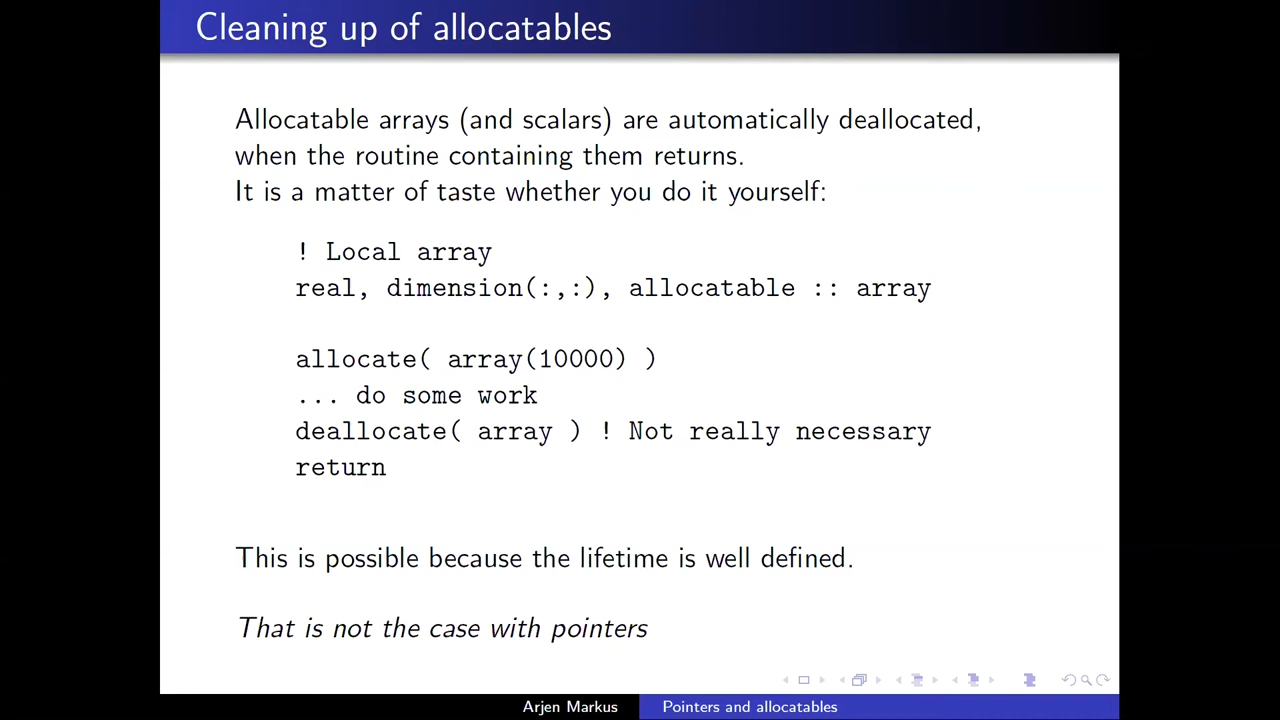 Cleaning up of allocatables
Allocatable arrays (and scalars) are automatically deallocated,
when the routine containing them returns.
It is a matter of taste whether you do it yourself:
! Local array
real, dimension(:,:), allocatable :: array
allocate( array(10000) )
... do some work
deallocate( array ) ! Not really necessary
return
This is possible because the lifetime is well defined.
That is not the case with pointers
Arjen Markus
Pointers and allocatables